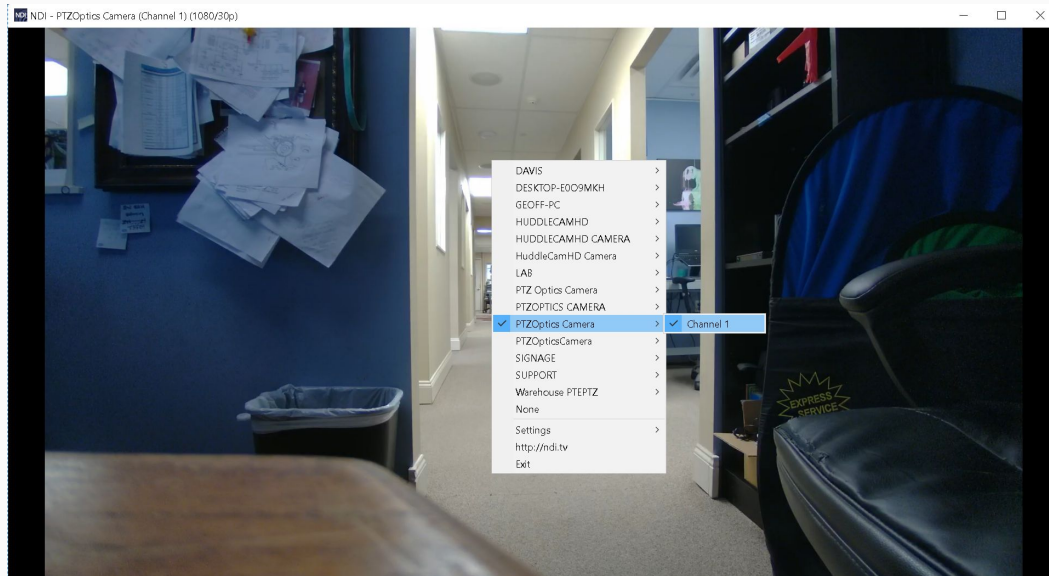 NDI - PTZOptics Camera (Channel 1) (1080/30p)
DAVIS
DESKTOP-E0O9MKH
GEOFF-PC
HUDDLECAMHD
HUDDLECAMHD CAMERA
HuddleCamHD Camera
LAB
PTZ Optics Camera
PTZOPTICS CAMERA
PTZOptics Camera
Channel 1
PTZOpticsCamera
SIGNAGE
SUPPORT
Warehouse PTEPTZ
None
Settings
http://ndi.tv
Exit
EXPRESS
SERVICE